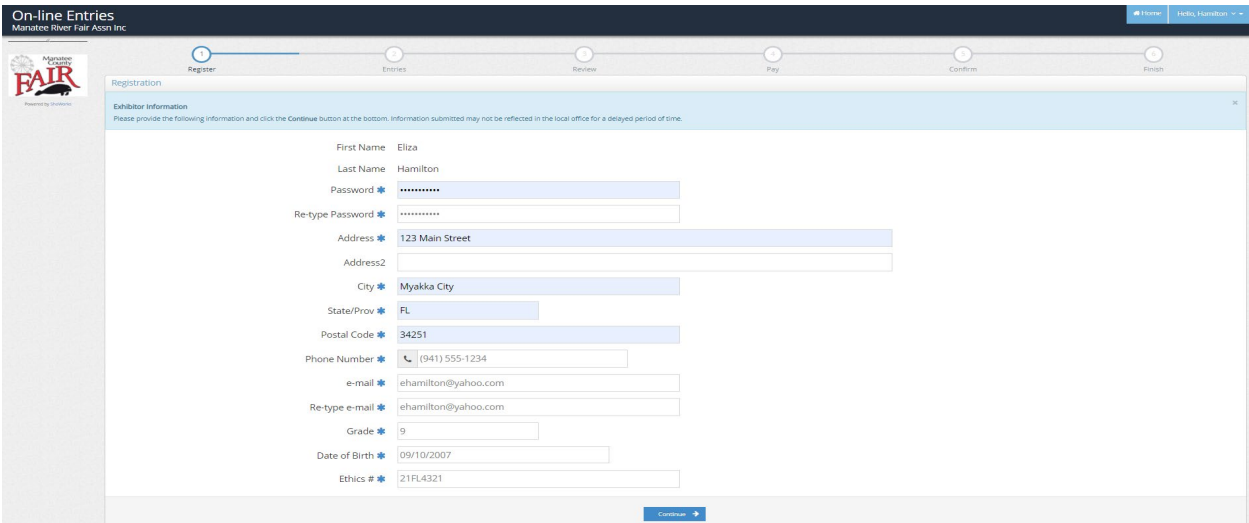 On-line Entries
Manatee River Fair Assn Inc
Home
Hello, Hamilton
Manatee
County
FAIR
Powered by ShoWorks
1
2
3
4
5
6
Register
Entries
Review
Pay
Confirm
Finish
Registration
Exhibitor Information
×
Please provide the following information and click the Continue button at the bottom. Information submitted may not be reflected in the local office for a delayed period of time.
First Name Eliza
Last Name Hamilton
Password ✱ •••••••••••
Re-type Password ✱ •••••••••••
Address ✱ 123 Main Street
Address2
City ✱ Myakka City
State/Prov ✱ FL
Postal Code ✱ 34251
Phone Number ✱ (941) 555-1234
e-mail ✱ ehamilton@yahoo.com
Re-type e-mail ✱ ehamilton@yahoo.com
Grade ✱ 9
Date of Birth ✱ 09/10/2007
Ethics # ✱ 21FL4321
Continue →